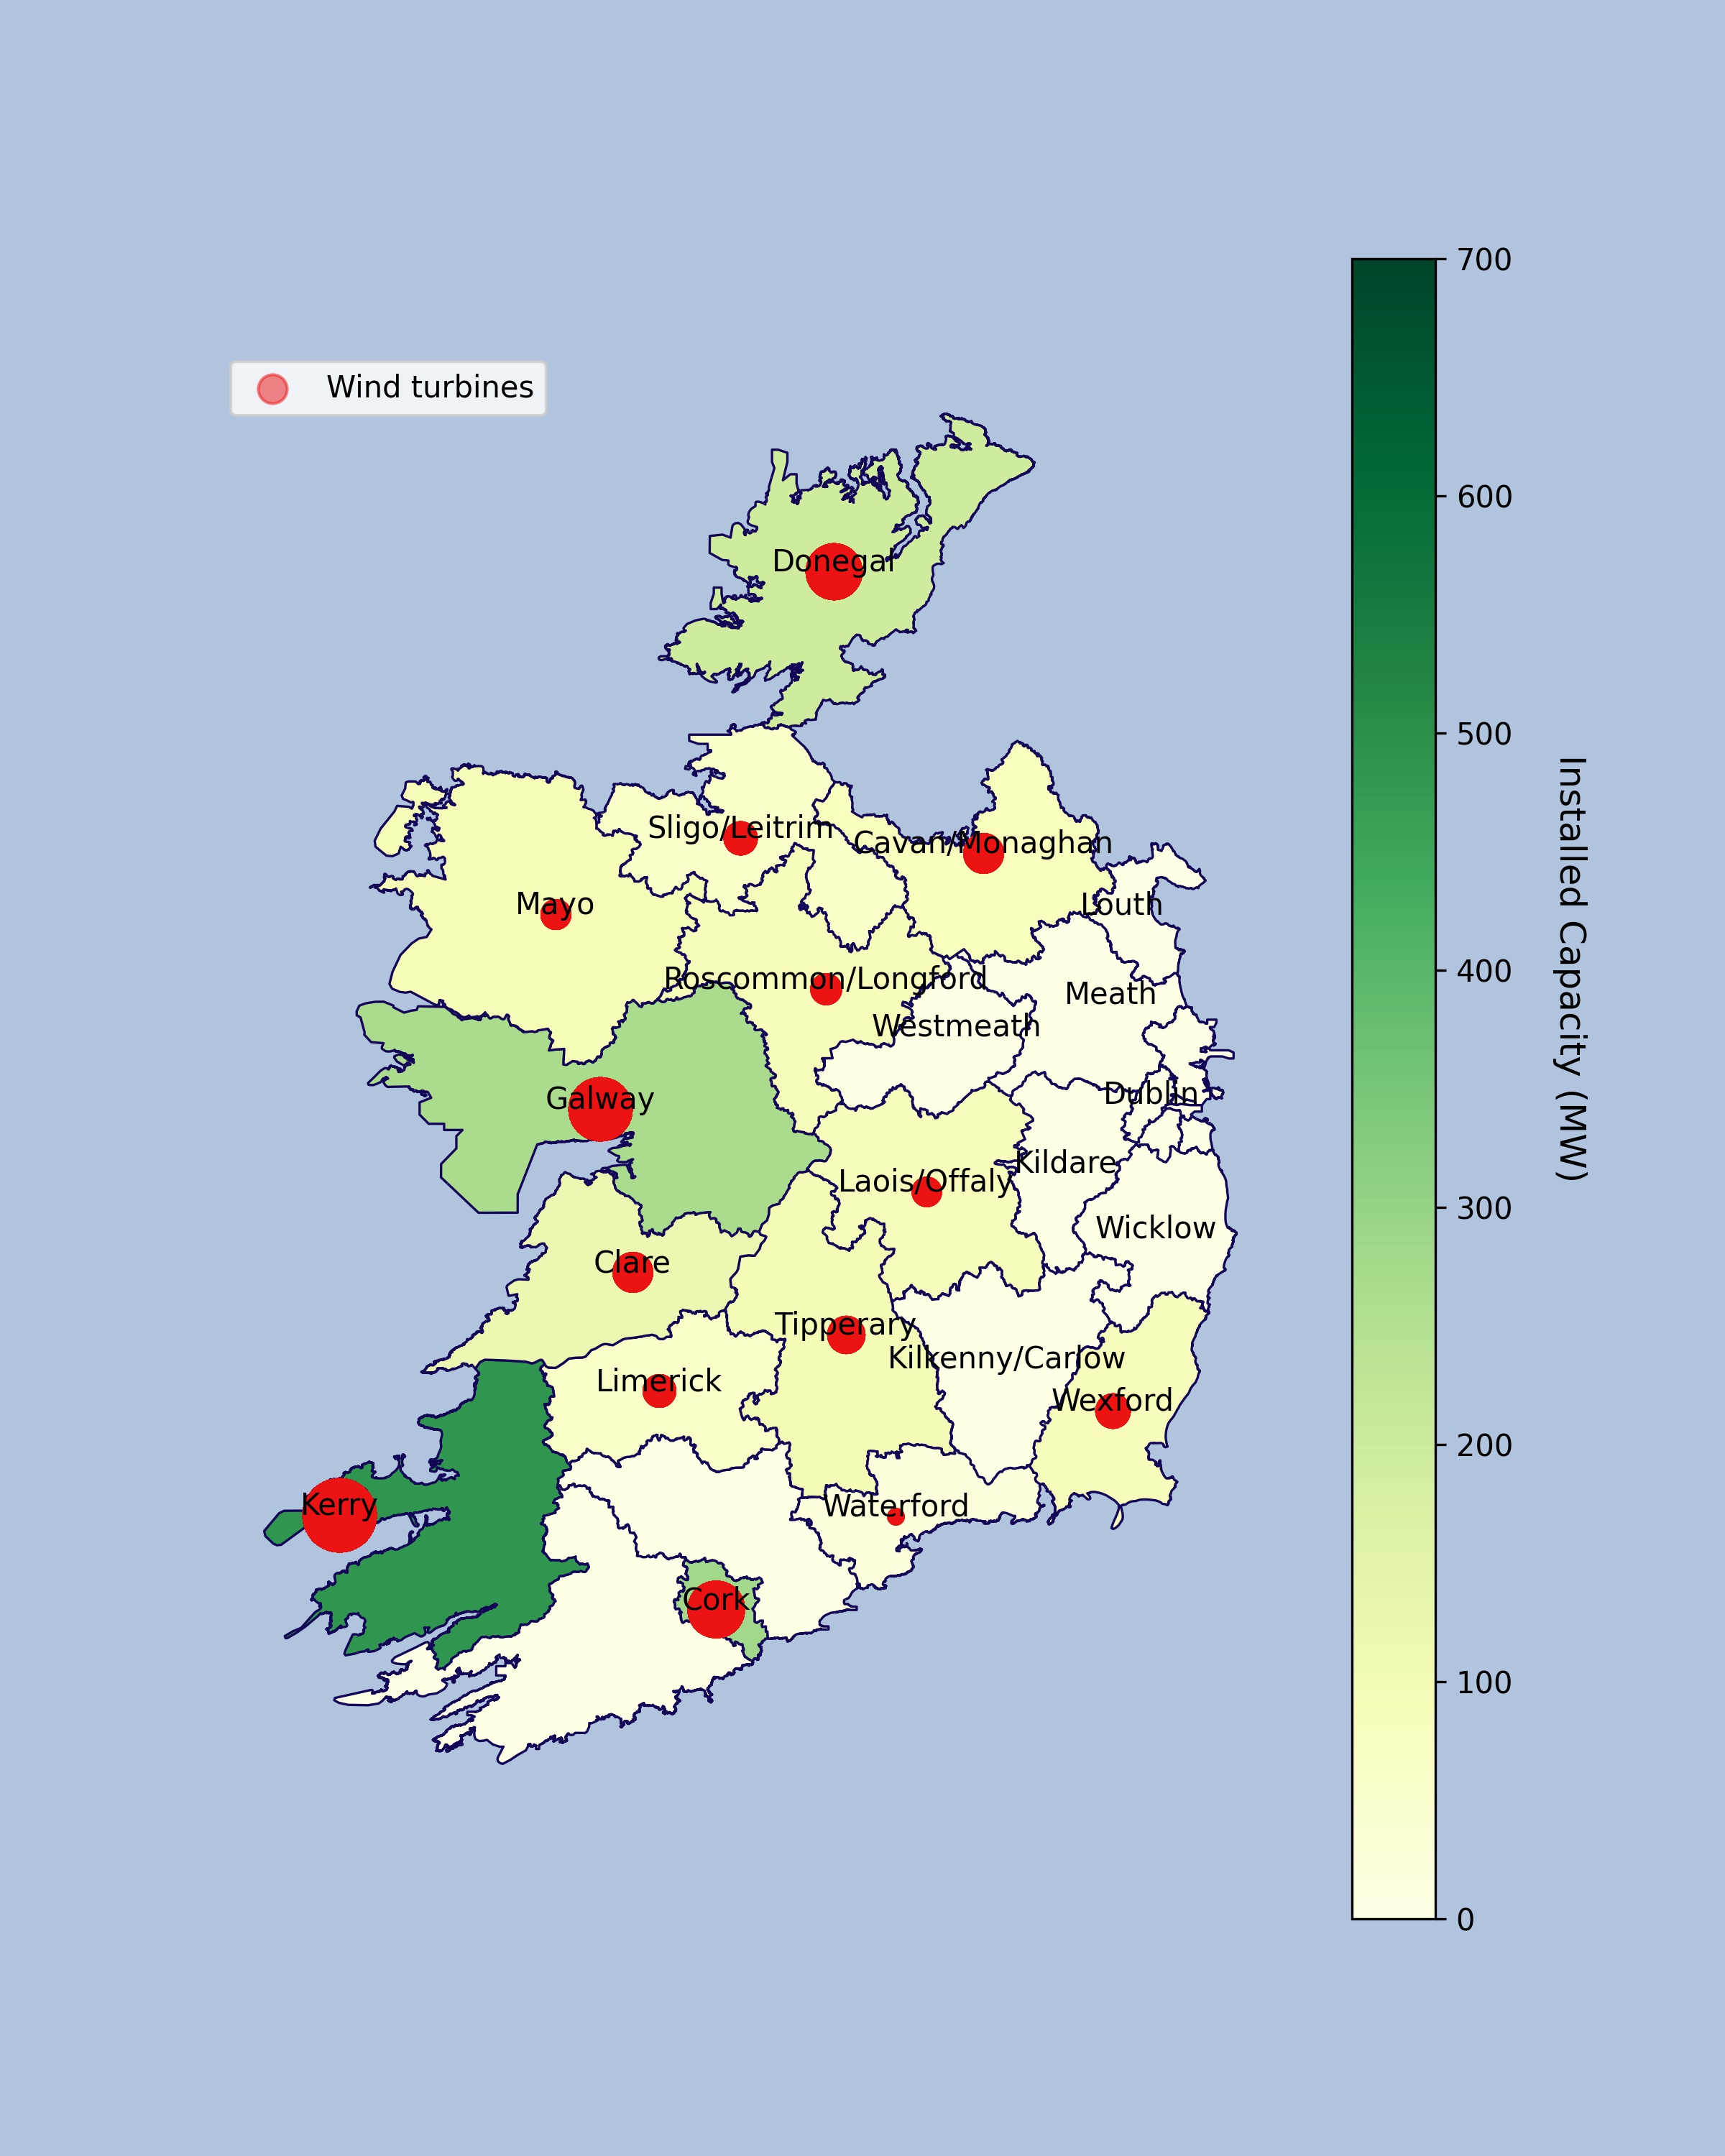 700
Wind turbines
600
Donegal
500
Installed Capacity (MW)
Sligo/Leitrim
Cavan/Monaghan
Mayo
Louth
400
Roscommon/Longford
Meath
Westmeath
Dublin
Galway
Kildare
Laois/Offaly
300
Wicklow
Clare
Tipperary
Kilkenny/Carlow
Limerick
Wexford
200
Kerry
Waterford
Cork
100
0